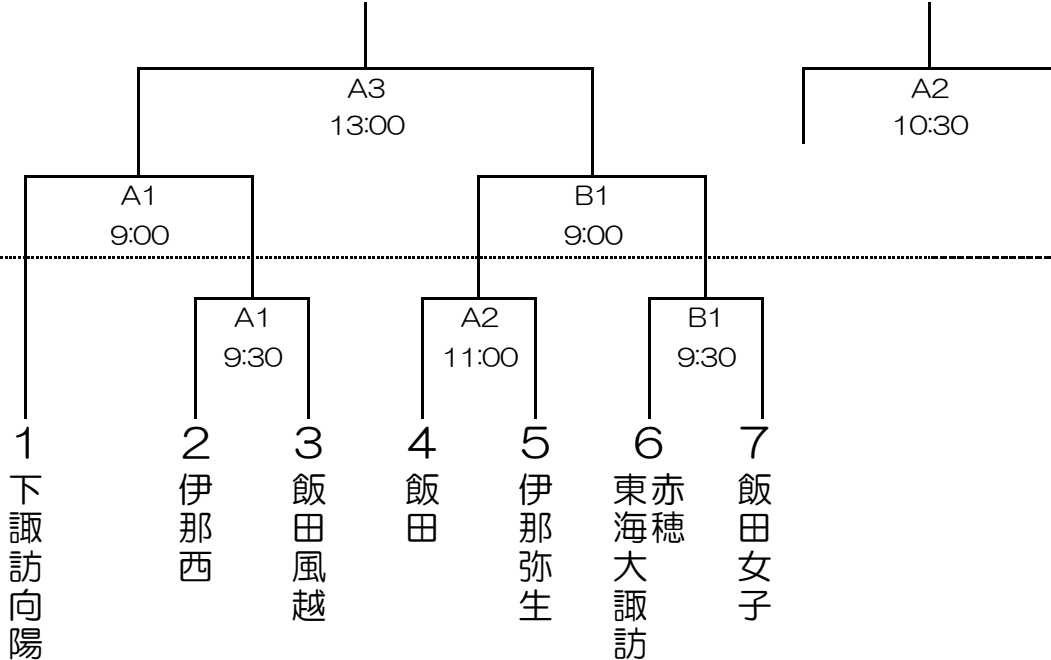 A3
13:00
A2
10:30
A1
9:00
B1
9:00
A1
9:30
A2
11:00
B1
9:30
1
下諏訪向陽
2
伊那西
3
飯田風越
4
飯田
5
伊那弥生
6
赤穂
東海大諏訪
7
飯田女子